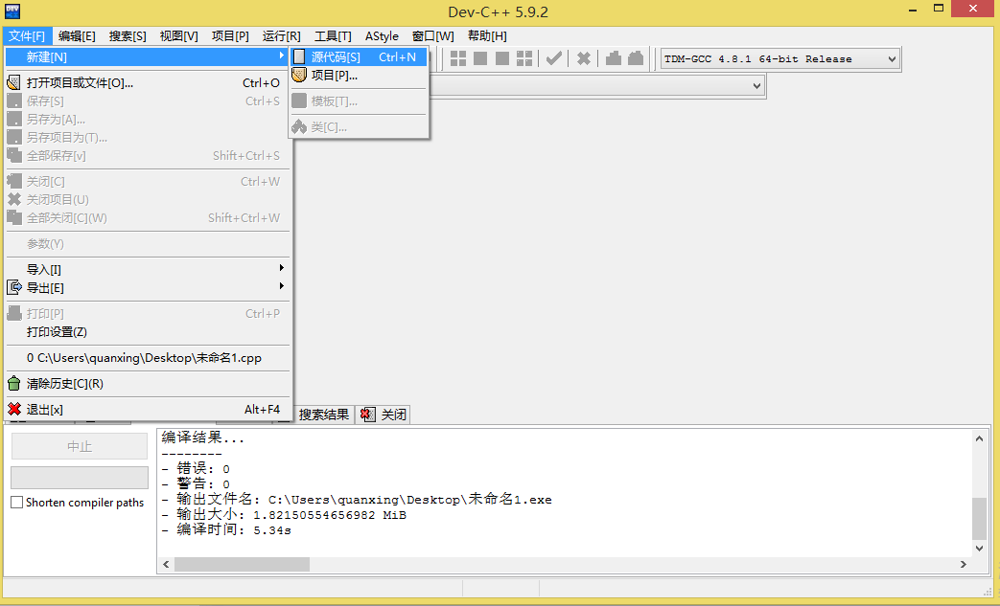 Dev-C++ 5.9.2
文件[F] 编辑[E] 搜索[S] 视图[V] 项目[P] 运行[R] 工具[T] AStyle 窗口[W] 帮助[H]
新建[N]
源代码[S] Ctrl+N
项目[P]...
模板[T]...
类[C]...
TDM-GCC 4.8.1 64-bit Release
打开项目或文件[O]... Ctrl+O
保存[S] Ctrl+S
另存为[A]...
另存项目为(T)...
全部保存[v] Shift+Ctrl+S
关闭[C] Ctrl+W
关闭项目(U)
全部关闭[C](W) Shift+Ctrl+W
参数(Y)
导入[I]
导出[E]
打印[P] Ctrl+P
打印设置(Z)
0 C:\Users\quanxing\Desktop\未命名1.cpp
清除历史[C](R)
退出[x] Alt+F4
搜索结果 关闭
中止
Shorten compiler paths
编译结果...
--------
- 错误: 0
- 警告: 0
- 输出文件名: C:\Users\quanxing\Desktop\未命名1.exe
- 输出大小: 1.82150554656982 MiB
- 编译时间: 5.34s